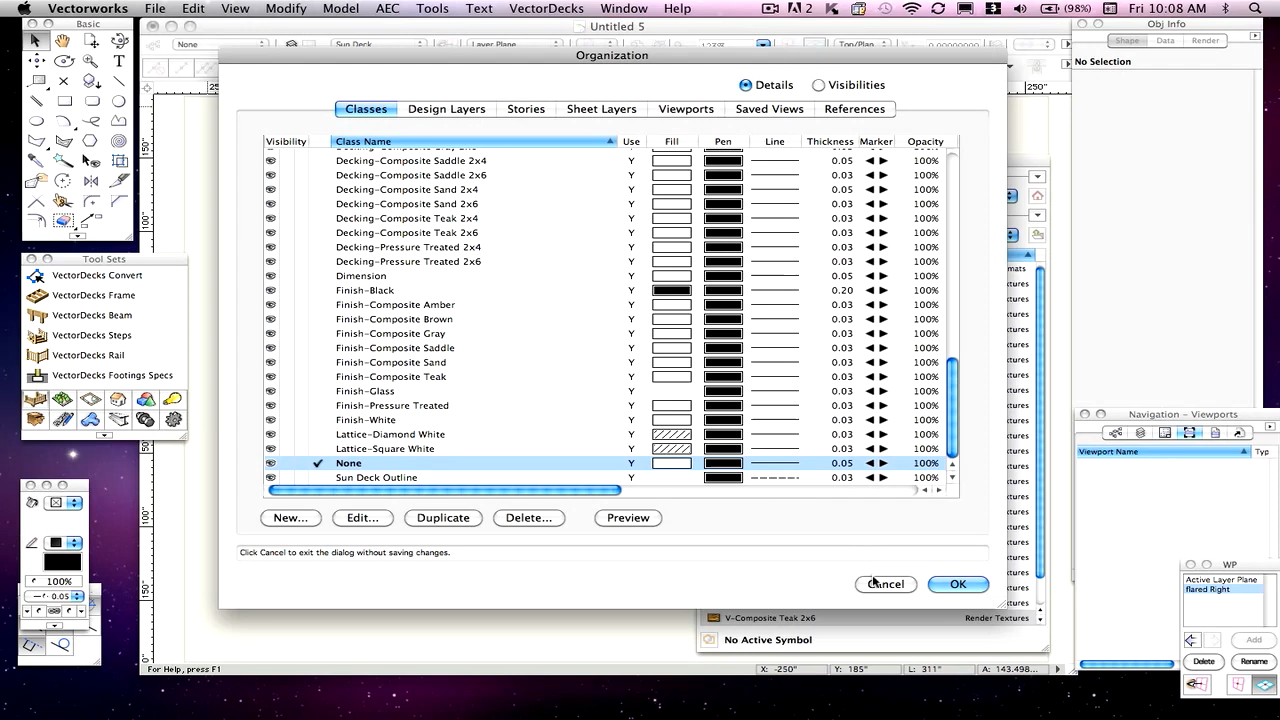 Vectorworks File Edit View Modify Model AEC Tools Text VectorDecks Window Help 2 3 (98%) Fri 10:08 AM
Basic
Untitled 5
Obj Info
None Sun Deck Layer Plane Top/Plan
Organization
Shape Data Render
No Selection
Details Visibilities
Classes Design Layers Stories Sheet Layers Viewports Saved Views References
Visibility Class Name Use Fill Pen Line Thickness Marker Opacity
Decking-Composite Saddle 2x4 Y 0.05 100%
Decking-Composite Saddle 2x6 Y 0.03 100%
Decking-Composite Sand 2x4 Y 0.05 100%
Decking-Composite Sand 2x6 Y 0.03 100%
Decking-Composite Teak 2x4 Y 0.05 100%
Decking-Composite Teak 2x6 Y 0.03 100%
Decking-Pressure Treated 2x4 Y 0.03 100%
Decking-Pressure Treated 2x6 Y 0.03 100%
Dimension Y 0.05 100%
Finish-Black Y 0.20 100%
Finish-Composite Amber Y 0.03 100%
Finish-Composite Brown Y 0.03 100%
Finish-Composite Gray Y 0.03 100%
Finish-Composite Saddle Y 0.03 100%
Finish-Composite Sand Y 0.03 100%
Finish-Composite Teak Y 0.03 100%
Finish-Glass Y 0.03 100%
Finish-Pressure Treated Y 0.03 100%
Finish-White Y 0.03 100%
Lattice-Diamond White Y 0.03 100%
Lattice-Square White Y 0.03 100%
None Y 0.05 100%
Sun Deck Outline Y 0.03 100%
New... Edit... Duplicate Delete... Preview
Click Cancel to exit the dialog without saving changes.
Cancel OK
Tool Sets
VectorDecks Convert
VectorDecks Frame
VectorDecks Beam
VectorDecks Steps
VectorDecks Rail
VectorDecks Footings Specs
100%
0.05
V-Composite Teak 2x6 Render Textures
No Active Symbol
Navigation - Viewports
Viewport Name Typ
WP
Active Layer Plane
flared Right
Add
Delete Rename
For Help, press F1 X: -250" Y: 185" L: 311" A: 143.498...